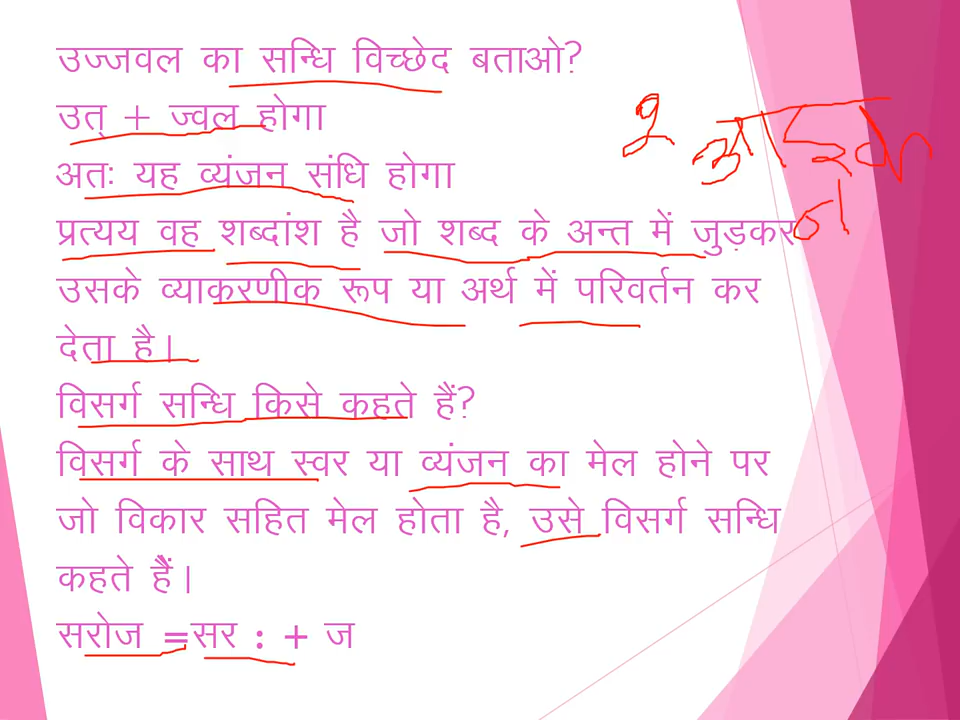 उज्जवल का सन्धि विच्छेद बताओ?
उत् + ज्वल होगा
अतः यह व्यंजन संधि होगा
प्रत्यय वह शब्दांश है जो शब्द के अन्त में जुड़कर
उसके व्याकरणीक रूप या अर्थ में परिवर्तन कर
देता है।
विसर्ग सन्धि किसे कहते हैं?
विसर्ग के साथ स्वर या व्यंजन का मेल होने पर
जो विकार सहित मेल होता है, उसे विसर्ग सन्धि
कहते हैं।
सरोज =सर : + ज